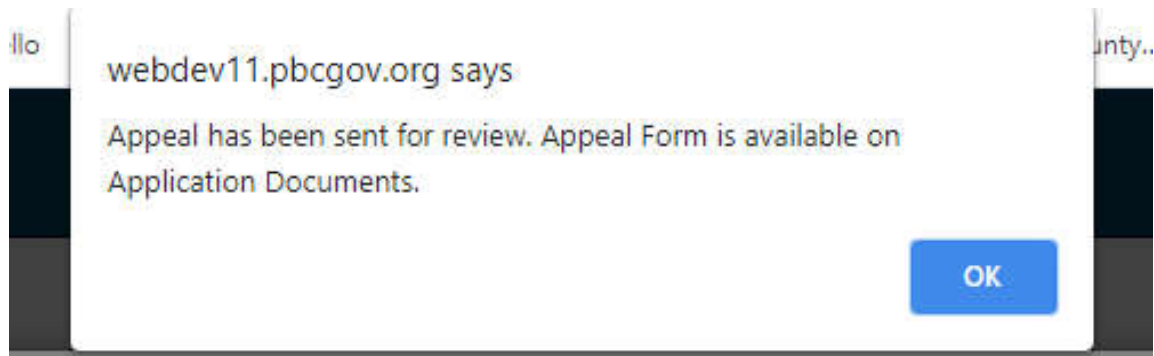 webdev11.pbcgov.org says
Appeal has been sent for review. Appeal Form is available on
Application Documents.
OK